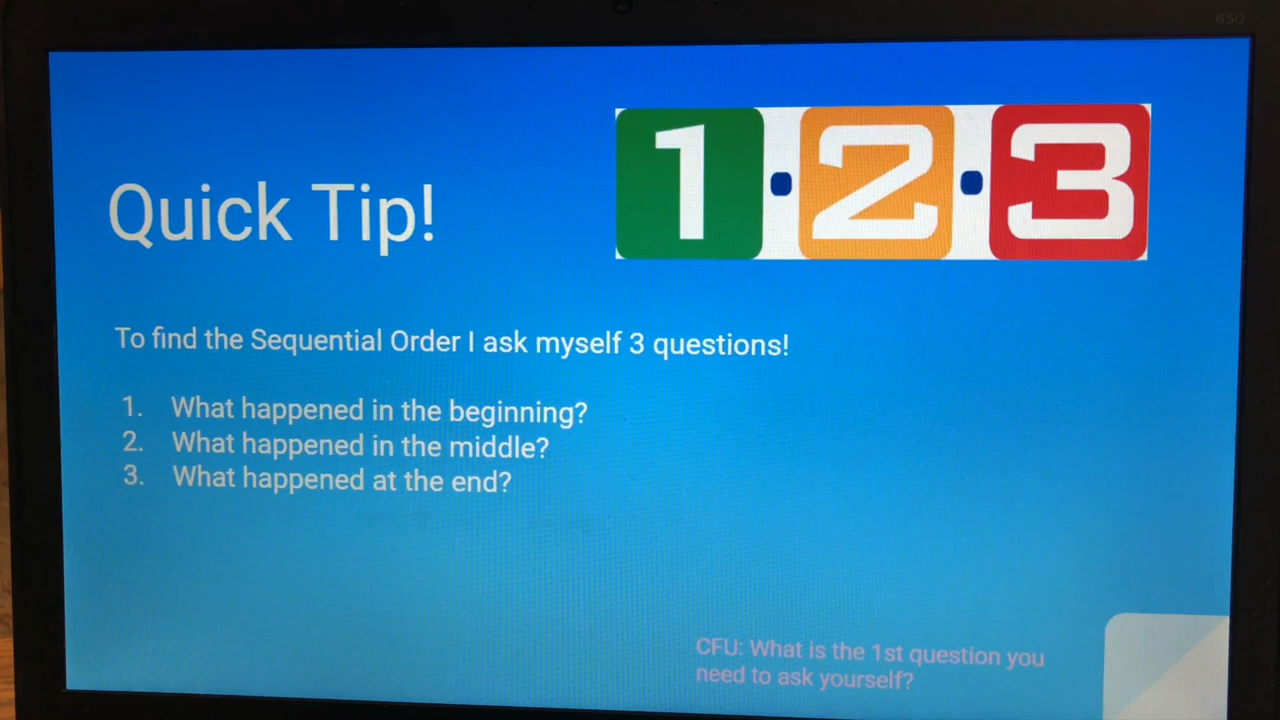 650
1 2 3
Quick Tip!
To find the Sequential Order I ask myself 3 questions!
1. What happened in the beginning?
2. What happened in the middle?
3. What happened at the end?
CFU: What is the 1st question you
need to ask yourself?